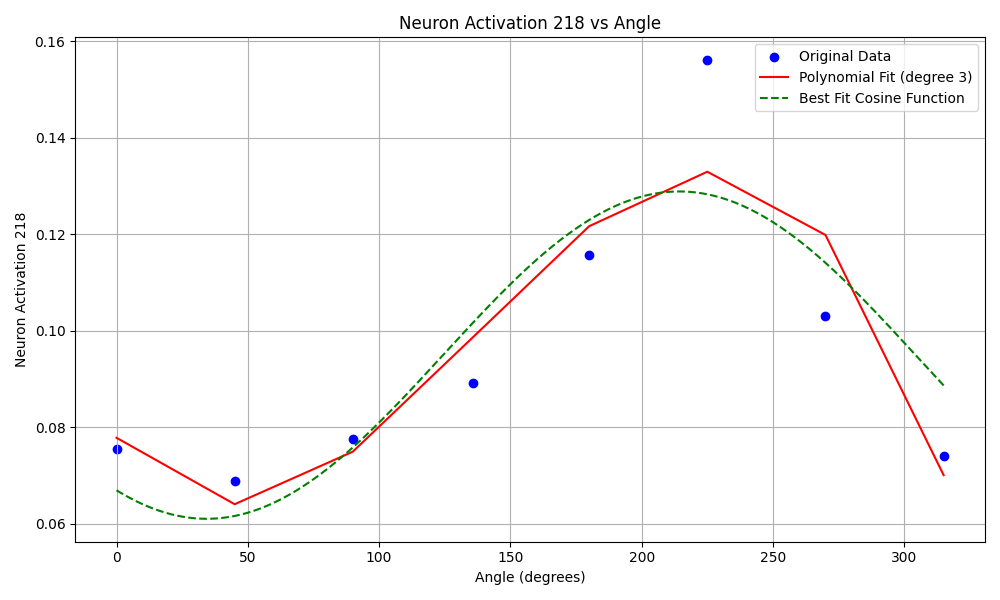 Neuron Activation 218 vs Angle
Original Data
Polynomial Fit (degree 3)
Best Fit Cosine Function
Neuron Activation 218
0.16
0.14
0.12
0.10
0.08
0.06
0 50 100 150 200 250 300
Angle (degrees)